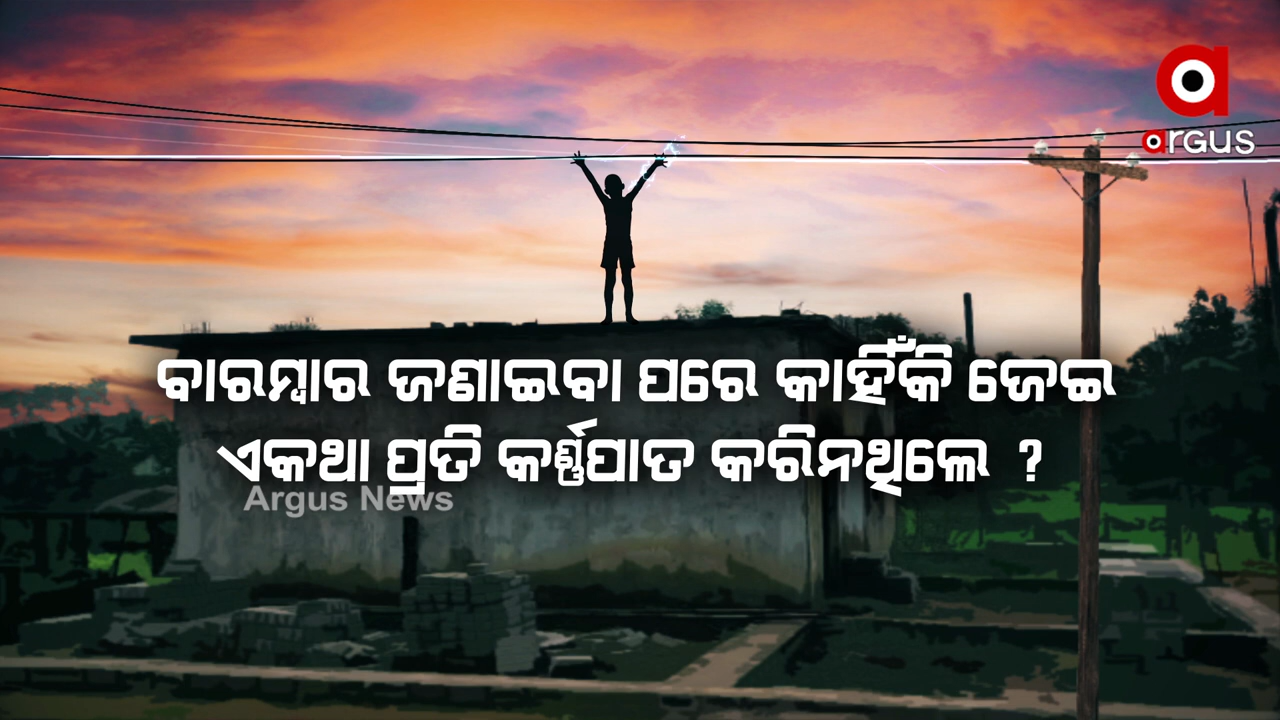 argus
ବାରମ୍ବାର ଜଣାଇବା ପରେ କାହିଁକି ଜେଇ
ଏକଥା ପ୍ରତି କର୍ଣ୍ଣପାତ କରିନଥିଲେ ?
Argus News